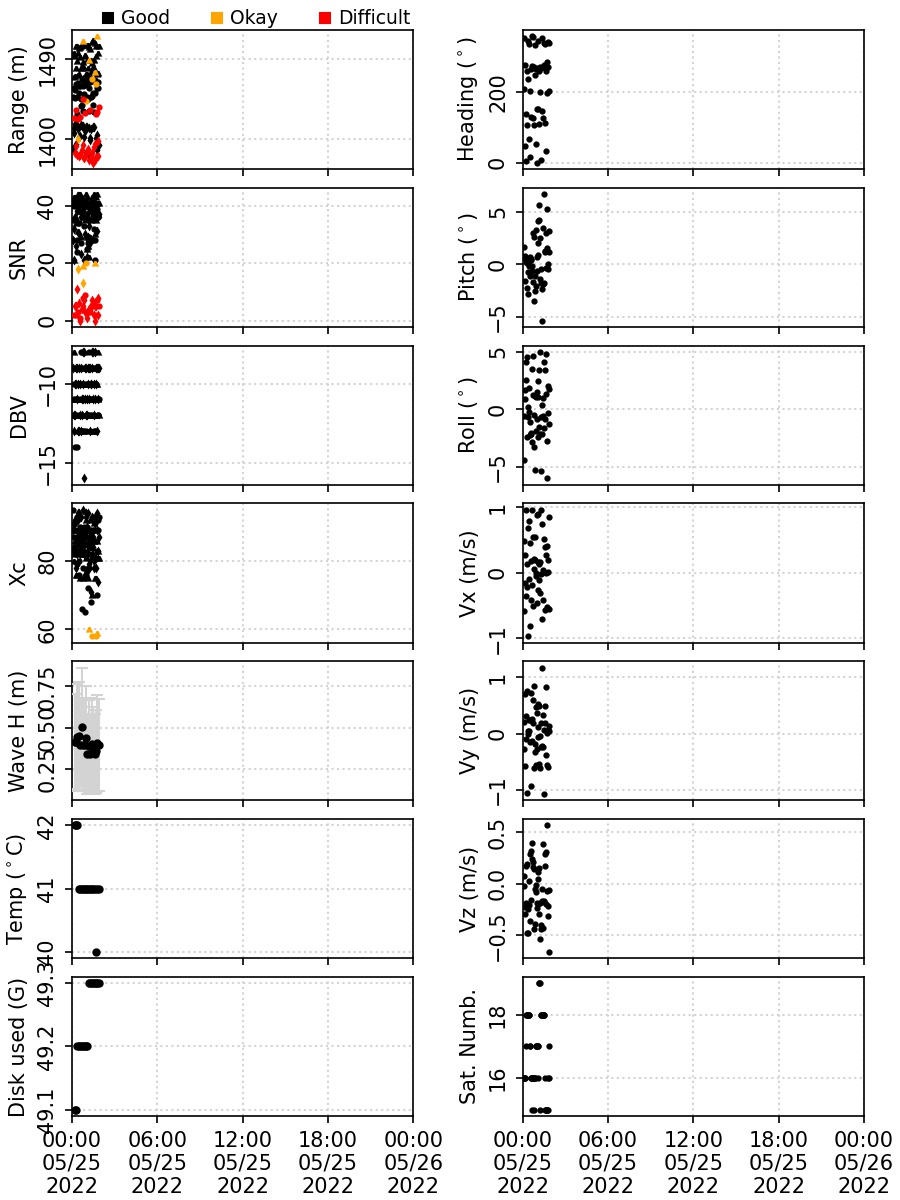 Good Okay Difficult
Range (m)
1490
1400
Heading (°)
200
0
SNR
40
20
0
Pitch (°)
5
0
−5
DBV
−10
−15
Roll (°)
5
0
−5
Xc
80
60
Vx (m/s)
1
0
−1
Wave H (m)
0.75
0.50
0.25
Vy (m/s)
1
0
−1
Temp (°C)
42
41
40
Vz (m/s)
0.5
0.0
−0.5
Disk used (G)
49.3
49.2
49.1
Sat. Numb.
18
16
00:00 06:00 12:00 18:00 00:00
05/25 05/25 05/25 05/25 05/26
2022 2022 2022 2022 2022
00:00 06:00 12:00 18:00 00:00
05/25 05/25 05/25 05/25 05/26
2022 2022 2022 2022 2022